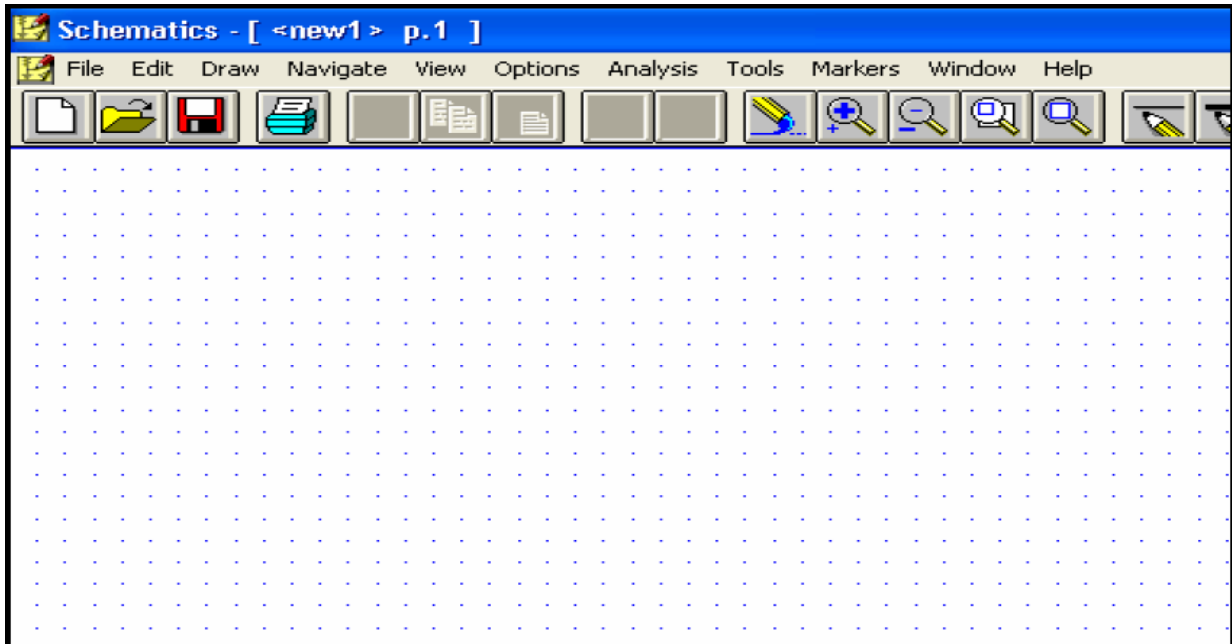 Schematics - [ <new1> p.1 ]
File Edit Draw Navigate View Options Analysis Tools Markers Window Help